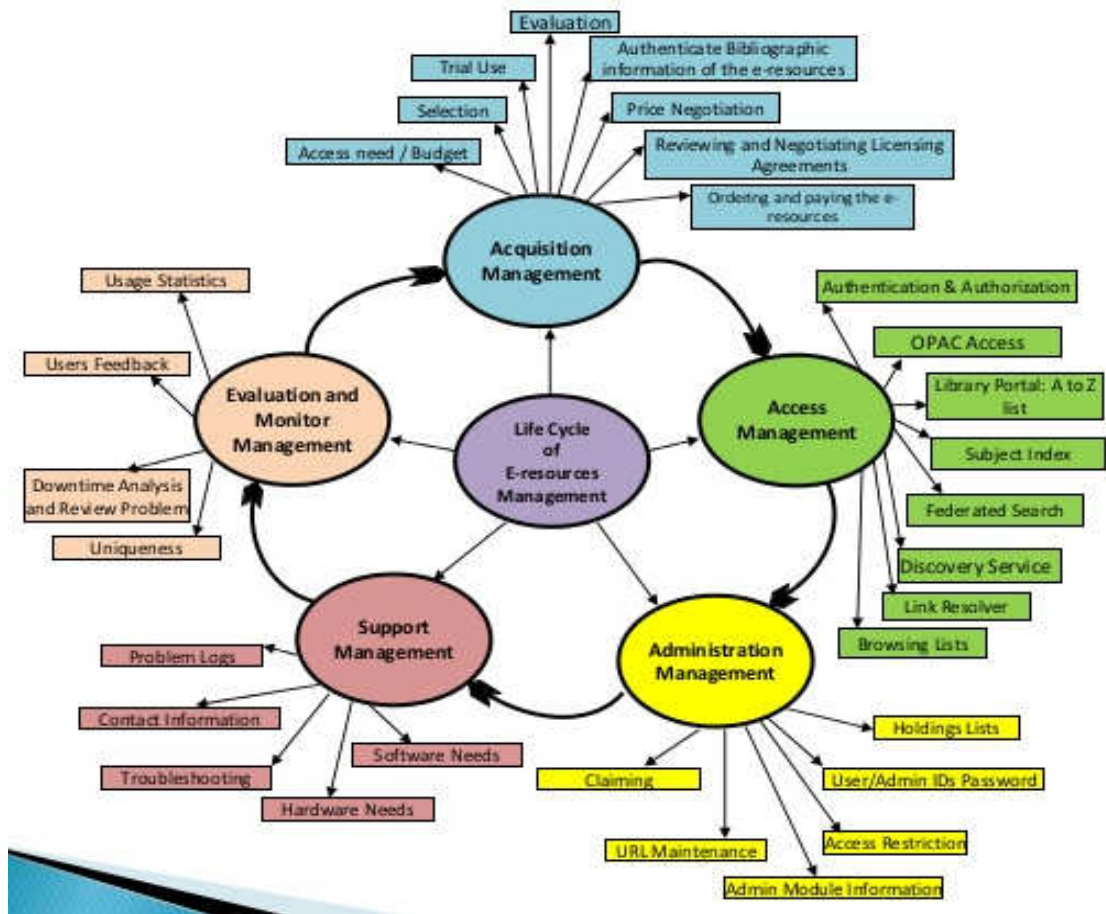 Evaluation
Authenticate Bibliographic
information of the e-resources
Trial Use
Selection
Price Negotiation
Access need / Budget
Reviewing and Negotiating Licensing
Agreements
Ordering and paying the e-
resources
Acquisition
Management
Usage Statistics
Users Feedback
Evaluation and
Monitor
Management
Downtime Analysis
and Review Problem
Uniqueness
Life Cycle
of
E-resources
Management
Access
Management
Authentication & Authorization
OPAC Access
Library Portal: A to Z
list
Subject Index
Federated Search
Discovery Service
Link Resolver
Browsing Lists
Support
Management
Problem Logs
Contact Information
Troubleshooting
Hardware Needs
Software Needs
Administration
Management
Holdings Lists
User/Admin IDs Password
Access Restriction
Admin Module Information
URL Maintenance
Claiming